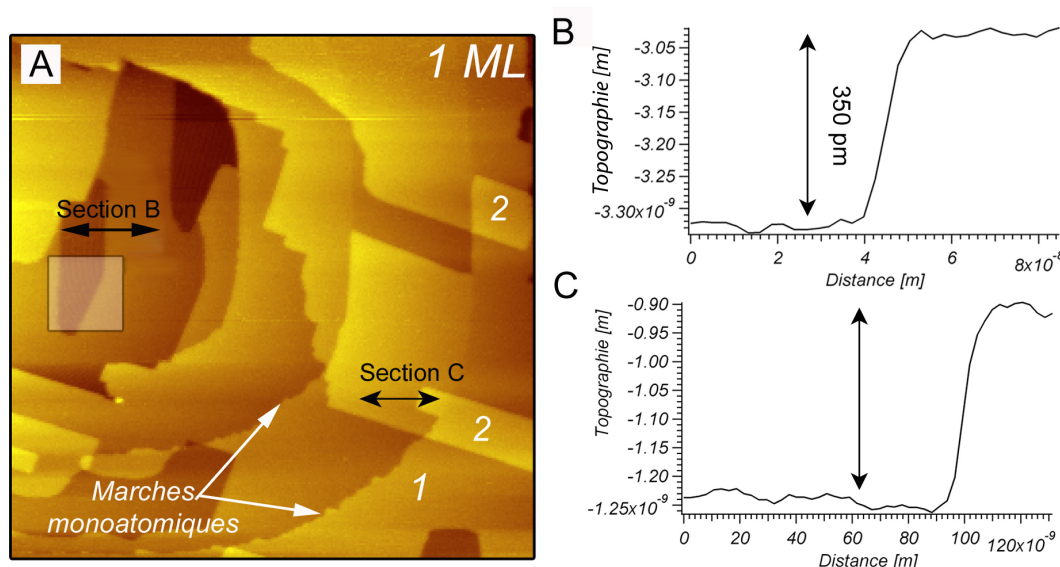 A
1 ML
Section B
2
Section C
2
1
Marches
monoatomiques
B
Topographie [m]
-3.05
-3.10
-3.15
-3.20
-3.25
-3.30x10⁻⁹
350 pm
0
2
4
6
8x10⁻⁸
Distance [m]
C
Topographie [m]
-0.90
-0.95
-1.00
-1.05
-1.10
-1.15
-1.20
-1.25x10⁻⁹
0
20
40
60
80
100
120x10⁻⁹
Distance [m]